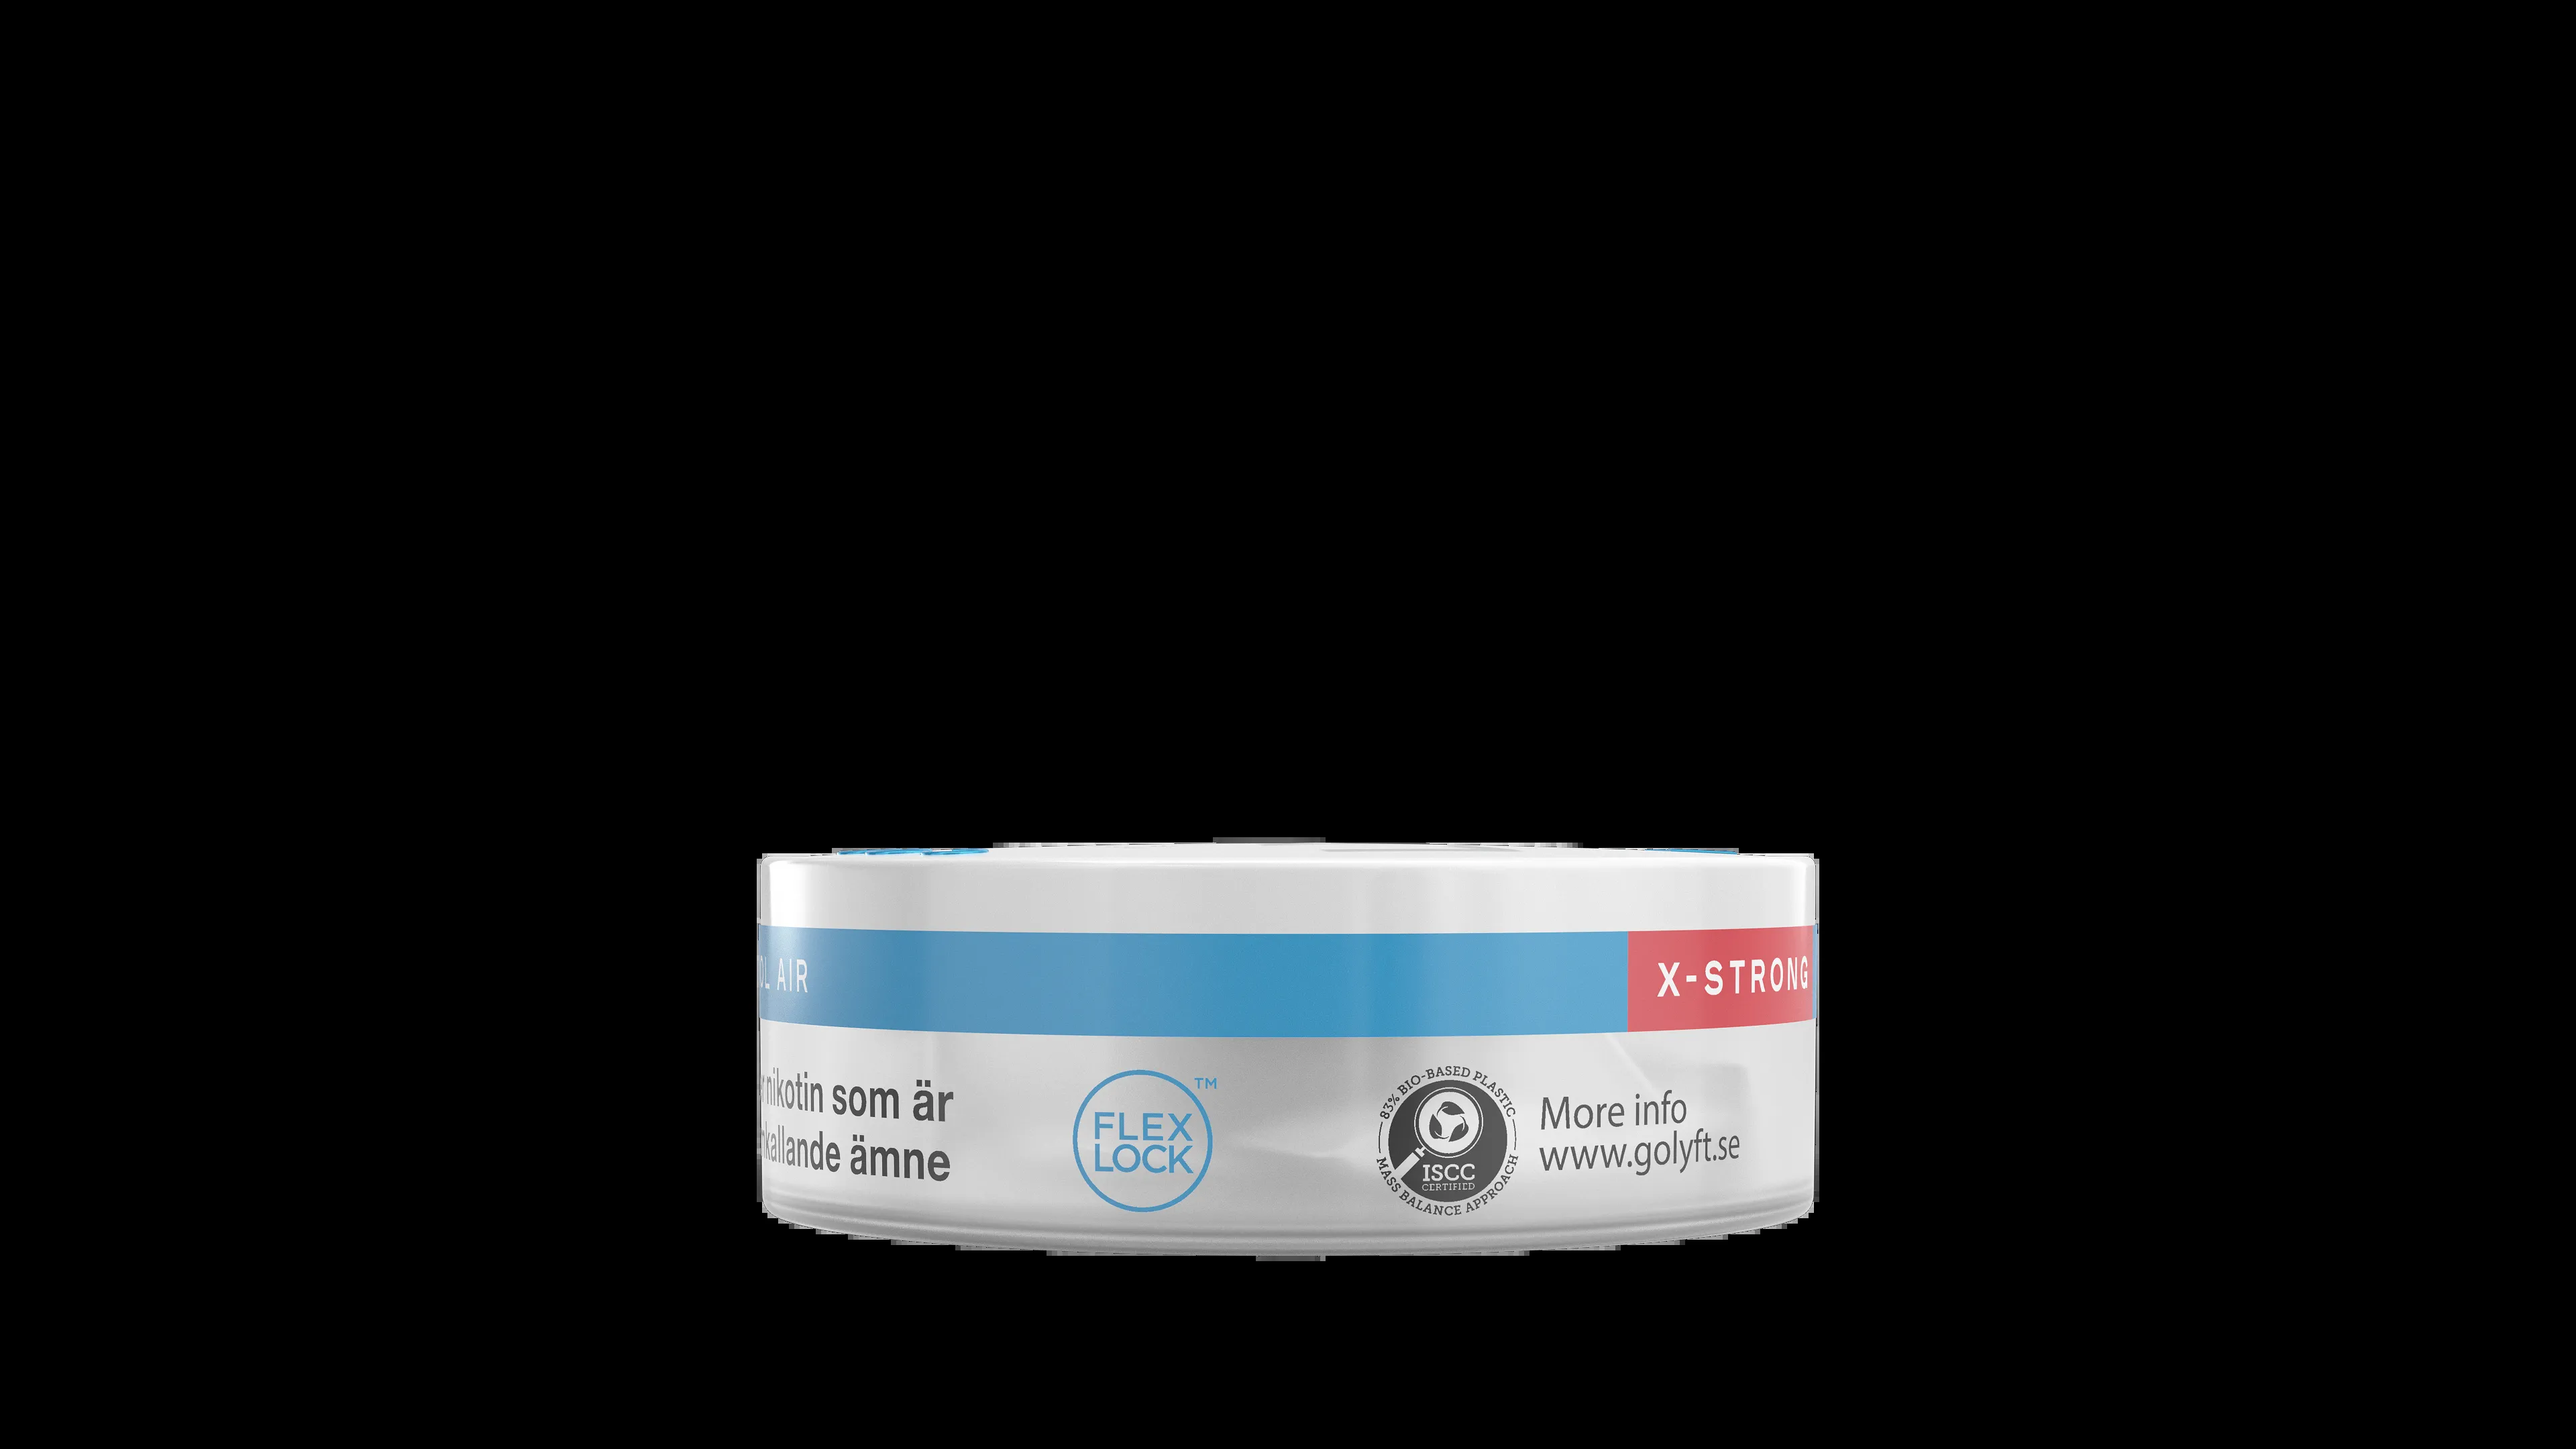 AIR
X-STRONG
nikotin som är
ämne
FLEX
LOCK
TM
83% BIO-BASED PLASTIC
ISCC
CERTIFIED
MASS BALANCE APPROACH
More info
www.golyft.se